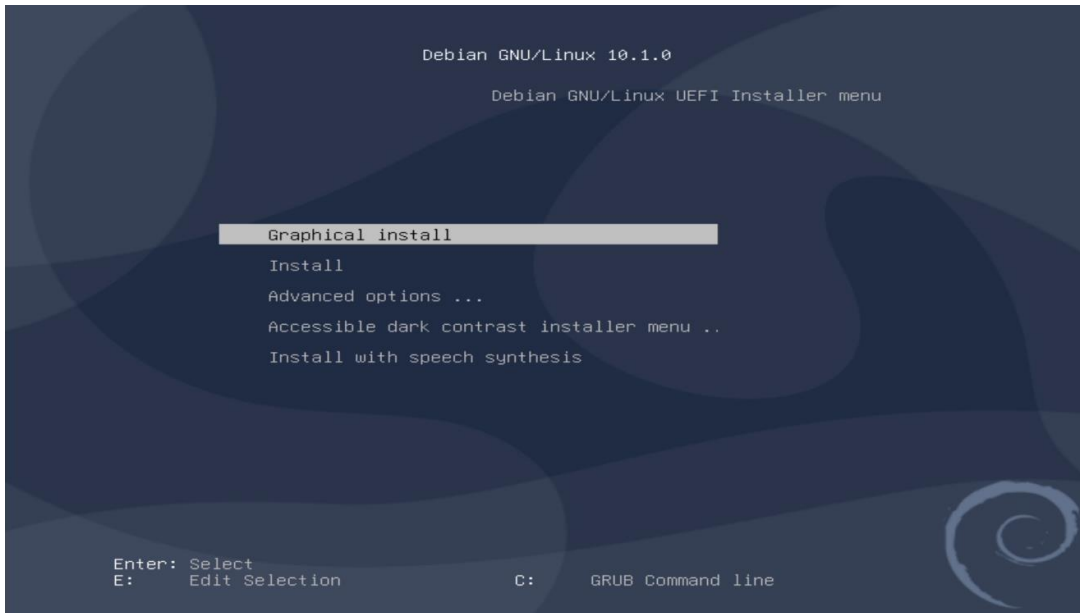 Debian GNU/Linux 10.1.0
Debian GNU/Linux UEFI Installer menu
Graphical install
Install
Advanced options ...
Accessible dark contrast installer menu ..
Install with speech synthesis
Enter: Select
E: Edit Selection C: GRUB Command line